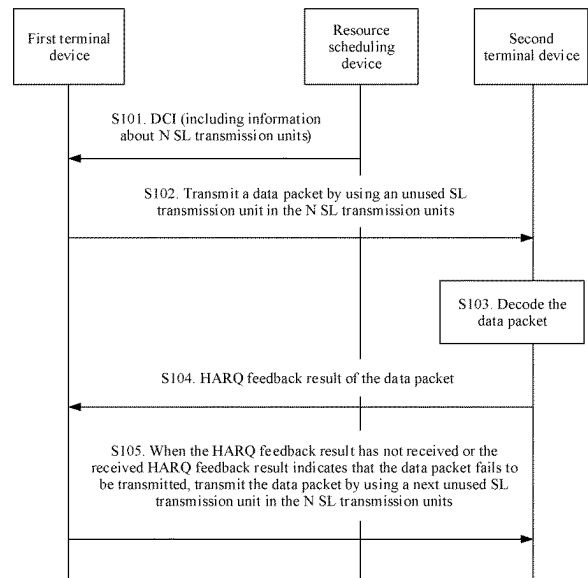 First terminal
device
Resource
scheduling
device
Second
terminal device
S101. DCI (including information
about N SL transmission units)
S102. Transmit a data packet by using an unused SL
transmission unit in the N SL transmission units
S103. Decode the
data packet
S104. HARQ feedback result of the data packet
S105. When the HARQ feedback result has not received or the
received HARQ feedback result indicates that the data packet fails to
be transmitted, transmit the data packet by using a next unused SL
transmission unit in the N SL transmission units